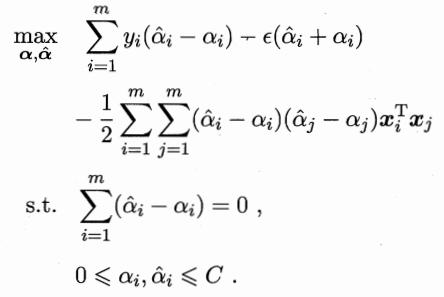 max_{α,α̂} ∑_{i=1}^{m} y_i(α̂_i − α_i) − ϵ(α̂_i + α_i)
− 1/2 ∑_{i=1}^{m} ∑_{j=1}^{m} (α̂_i − α_i)(α̂_j − α_j)x_i^T x_j
s.t. ∑_{i=1}^{m} (α̂_i − α_i) = 0 ,
0 ⩽ α_i, α̂_i ⩽ C .